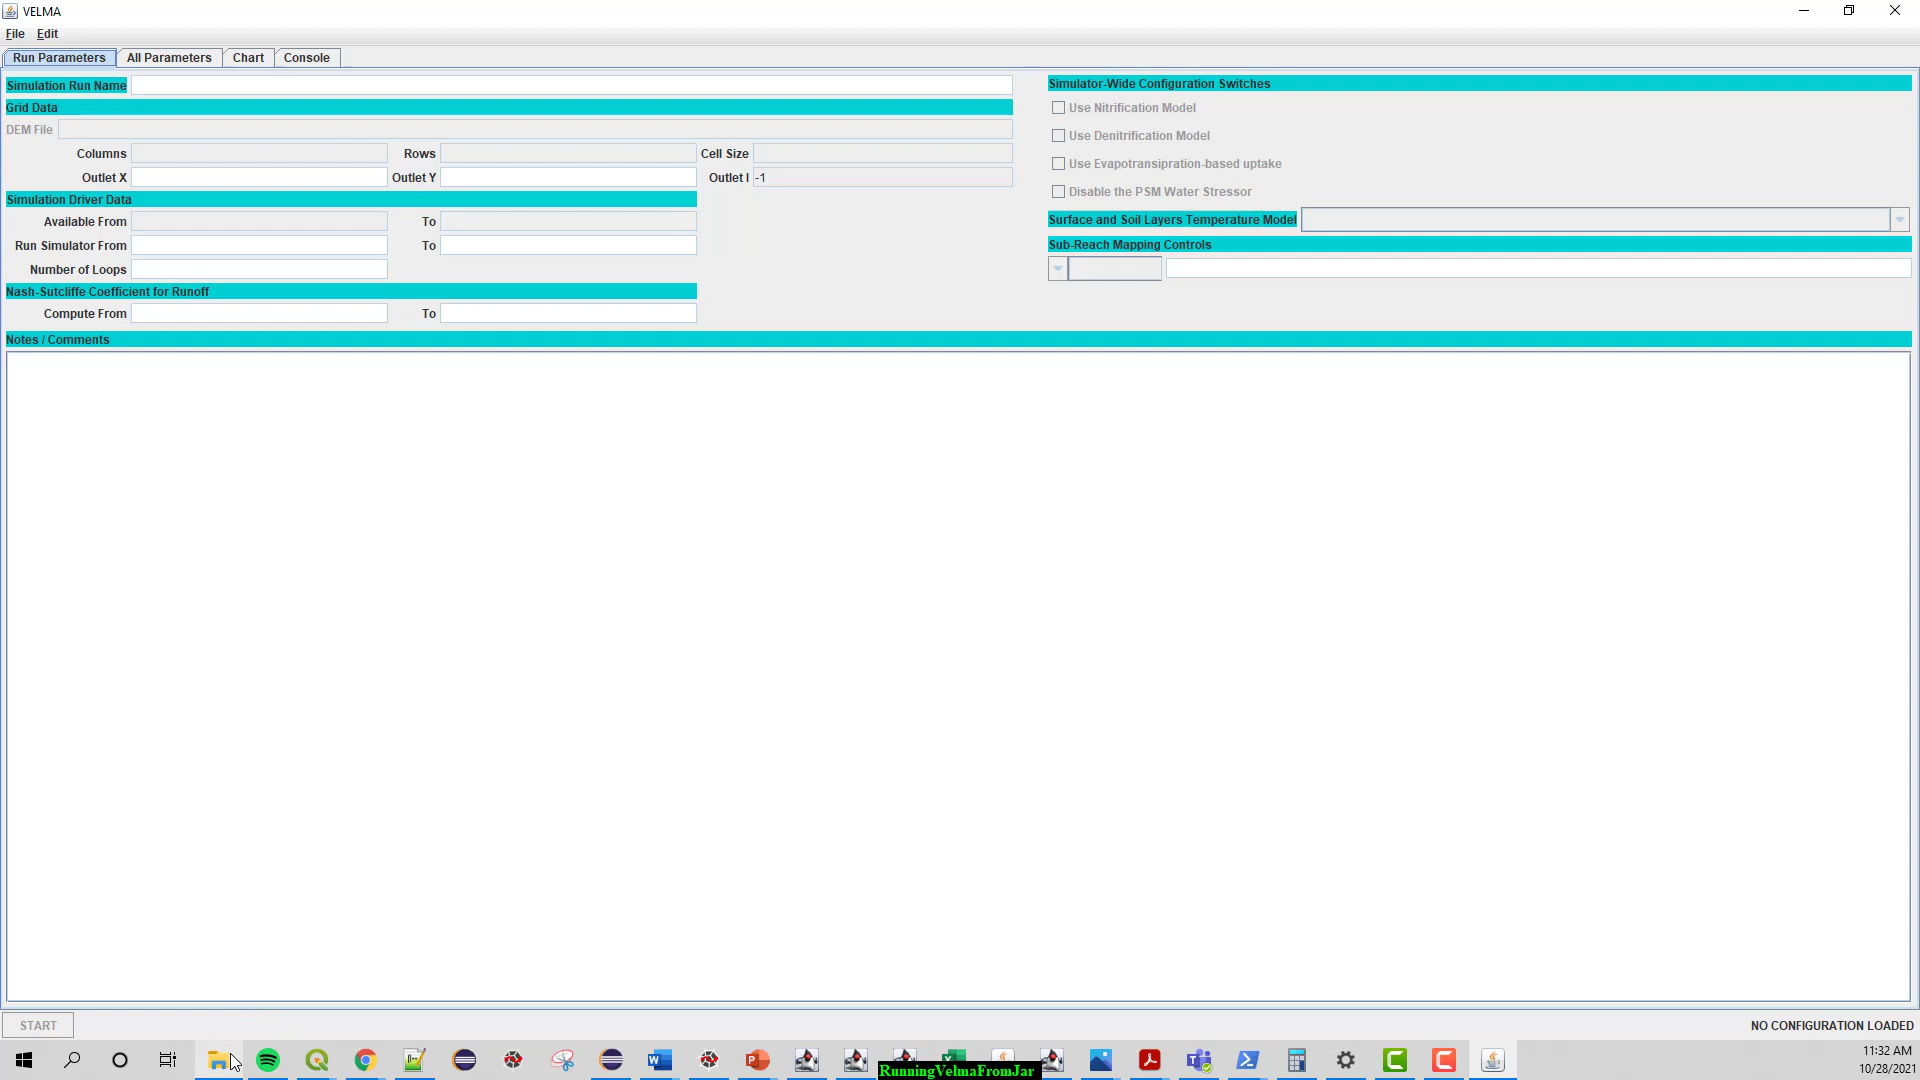 VELMA
File Edit
Run Parameters All Parameters Chart Console
Simulation Run Name
Grid Data
DEM File
Columns Rows Cell Size
Outlet X Outlet Y Outlet I -1
Simulation Driver Data
Available From To
Run Simulator From To
Number of Loops
Nash-Sutcliffe Coefficient for Runoff
Compute From To
Simulator-Wide Configuration Switches
Use Nitrification Model
Use Denitrification Model
Use Evapotransipration-based uptake
Disable the PSM Water Stressor
Surface and Soil Layers Temperature Model
Sub-Reach Mapping Controls
Notes / Comments
START NO CONFIGURATION LOADED
RunningVelmaFromJar
11:32 AM
10/28/2021